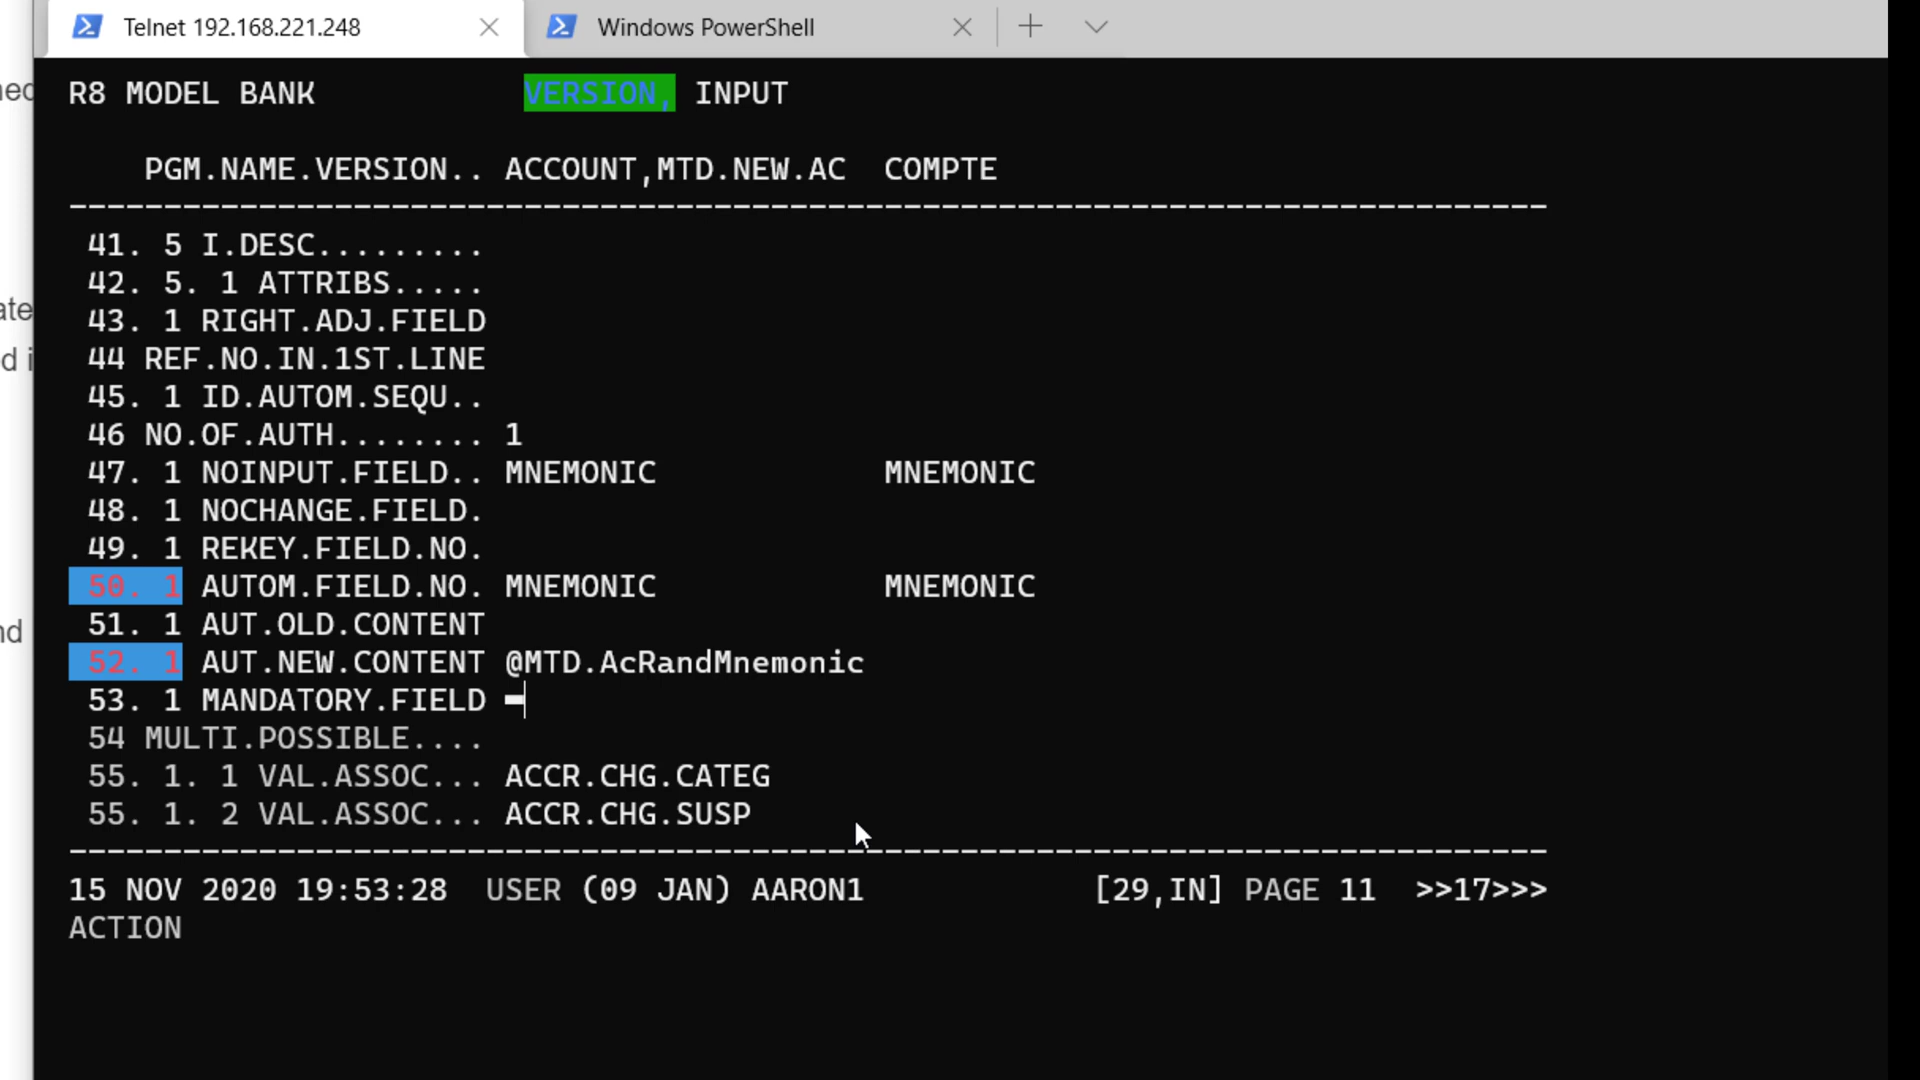 Telnet 192.168.221.248 Windows PowerShell
R8 MODEL BANK VERSION, INPUT
PGM.NAME.VERSION.. ACCOUNT,MTD.NEW.AC COMPTE
--------------------------------------------------------------------------------
41. 5 I.DESC.........
42. 5. 1 ATTRIBS.....
43. 1 RIGHT.ADJ.FIELD
44 REF.NO.IN.1ST.LINE
45. 1 ID.AUTOM.SEQU..
46 NO.OF.AUTH........ 1
47. 1 NOINPUT.FIELD.. MNEMONIC MNEMONIC
48. 1 NOCHANGE.FIELD.
49. 1 REKEY.FIELD.NO.
50. 1 AUTOM.FIELD.NO. MNEMONIC MNEMONIC
51. 1 AUT.OLD.CONTENT
52. 1 AUT.NEW.CONTENT @MTD.AcRandMnemonic
53. 1 MANDATORY.FIELD
54 MULTI.POSSIBLE....
55. 1. 1 VAL.ASSOC... ACCR.CHG.CATEG
55. 1. 2 VAL.ASSOC... ACCR.CHG.SUSP
--------------------------------------------------------------------------------
15 NOV 2020 19:53:28 USER (09 JAN) AARON1 [29,IN] PAGE 11 >>17>>>
ACTION